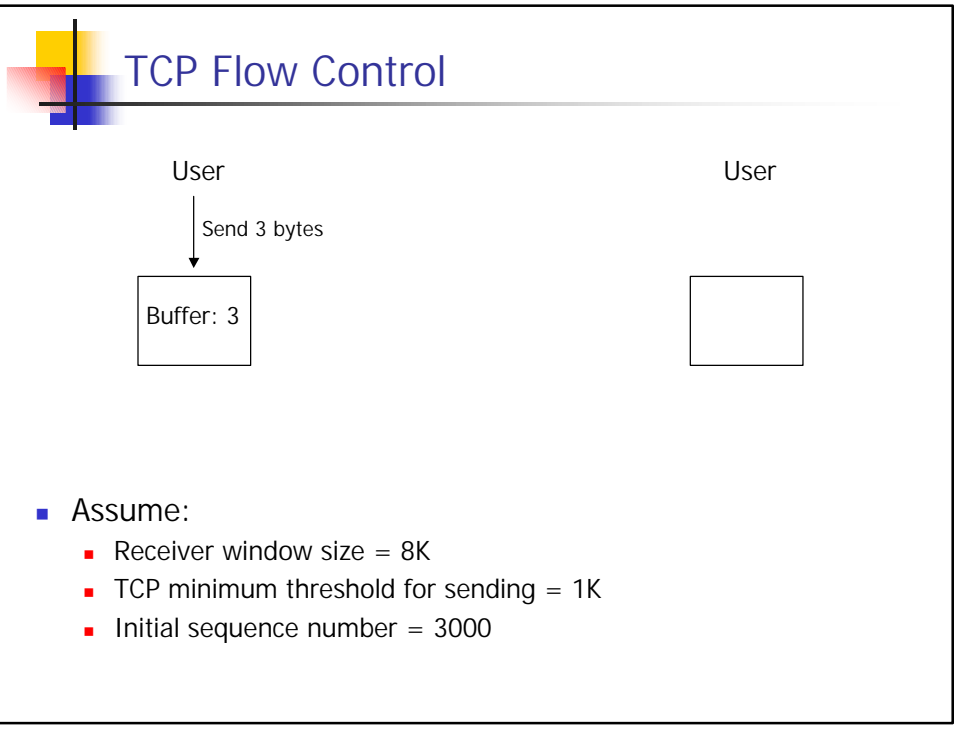 TCP Flow Control
User
User
Send 3 bytes
Buffer: 3
Assume:
Receiver window size = 8K
TCP minimum threshold for sending = 1K
Initial sequence number = 3000